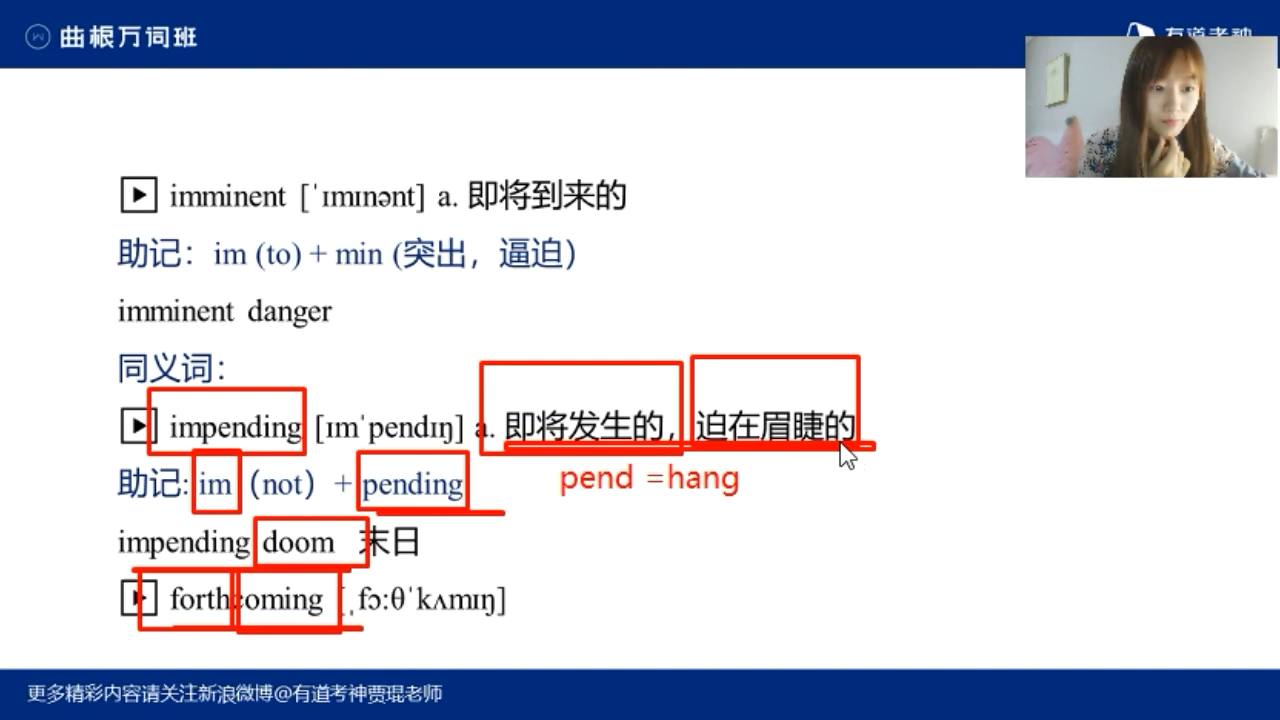 曲根万词班
有道考神
imminent [ˈɪmɪnənt] a. 即将到来的
助记：im (to) + min (突出，逼迫）
imminent danger
同义词：
impending [ɪmˈpendɪŋ] a. 即将发生的，迫在眉睫的
助记: im（not）+ pending
pend =hang
impending doom 末日
forthcoming [ˌfɔ:θˈkʌmɪŋ]
更多精彩内容请关注新浪微博@有道考神贾琨老师